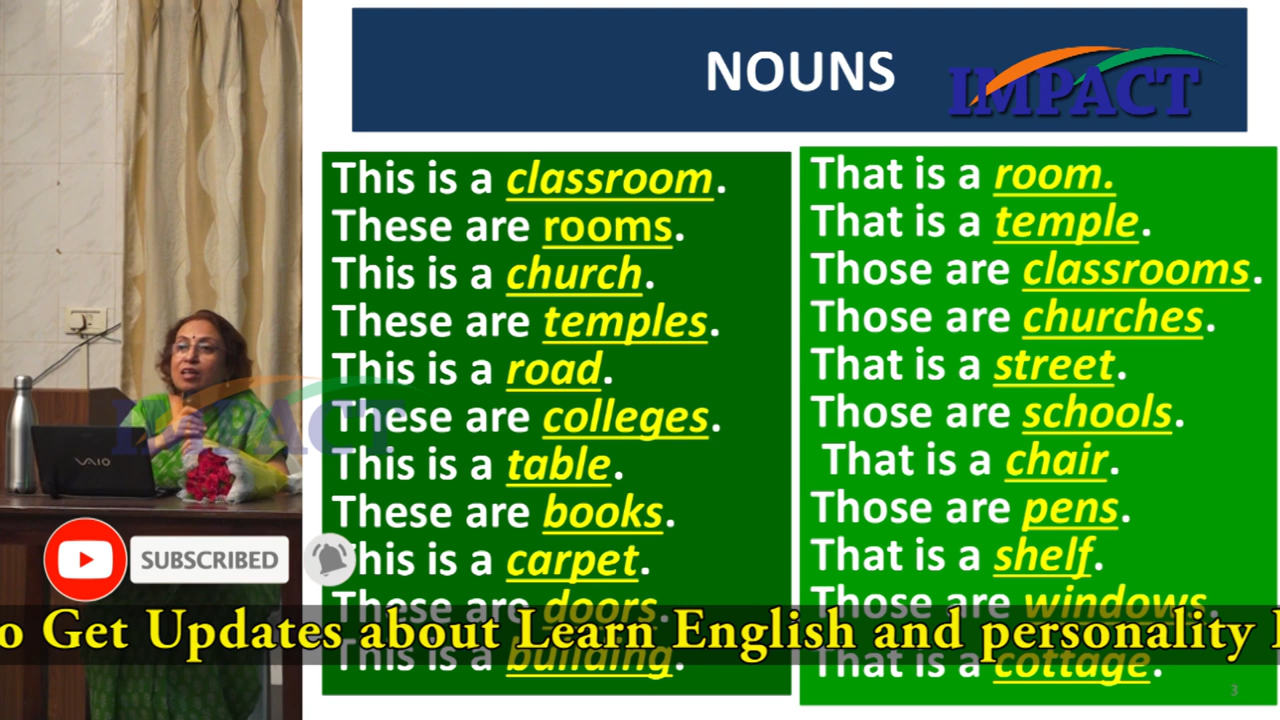 NOUNS
IMPACT
This is a classroom.
These are rooms.
This is a church.
These are temples.
This is a road.
These are colleges.
This is a table.
These are books.
This is a carpet.
These are doors.
This is a building.
That is a room..
That is a temple.
Those are classrooms.
Those are churches.
That is a street.
Those are schools.
That is a chair.
Those are pens.
That is a shelf.
Those are windows.
That is a cottage.
3
IMPACT
VAIO
SUBSCRIBED
o Get Updates about Learn English and personality